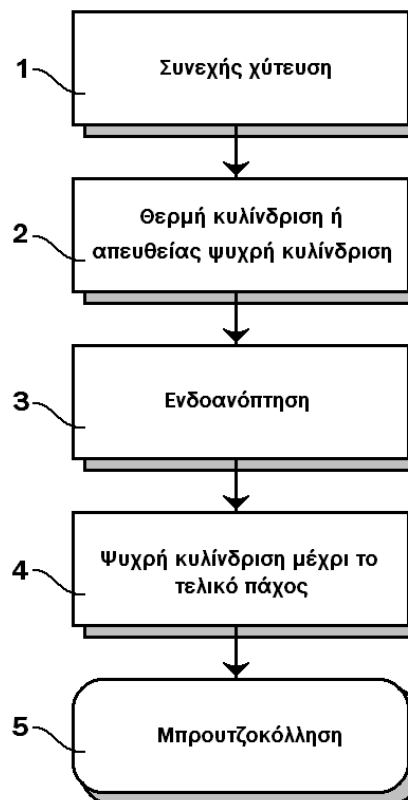 1
Συνεχής χύτευση
2
Θερμή κυλίνδριση ή
απευθείας ψυχρή κυλίνδριση
3
Ενδοανόπτηση
4
Ψυχρή κυλίνδριση μέχρι το
τελικό πάχος
5
Μπρουτζοκόλληση